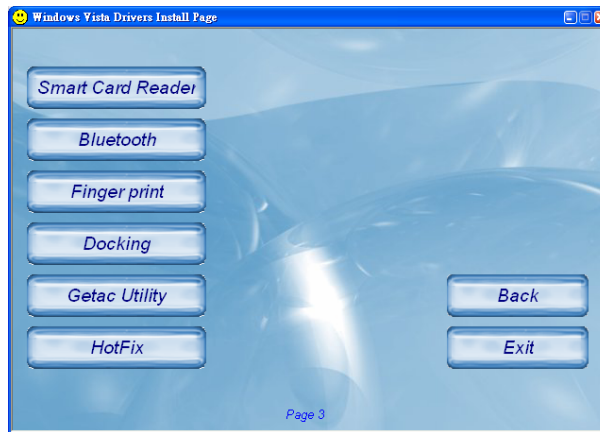 Windows Vista Drivers Install Page
Smart Card Reader
Bluetooth
Finger print
Docking
Getac Utility
HotFix
Back
Exit
Page 3